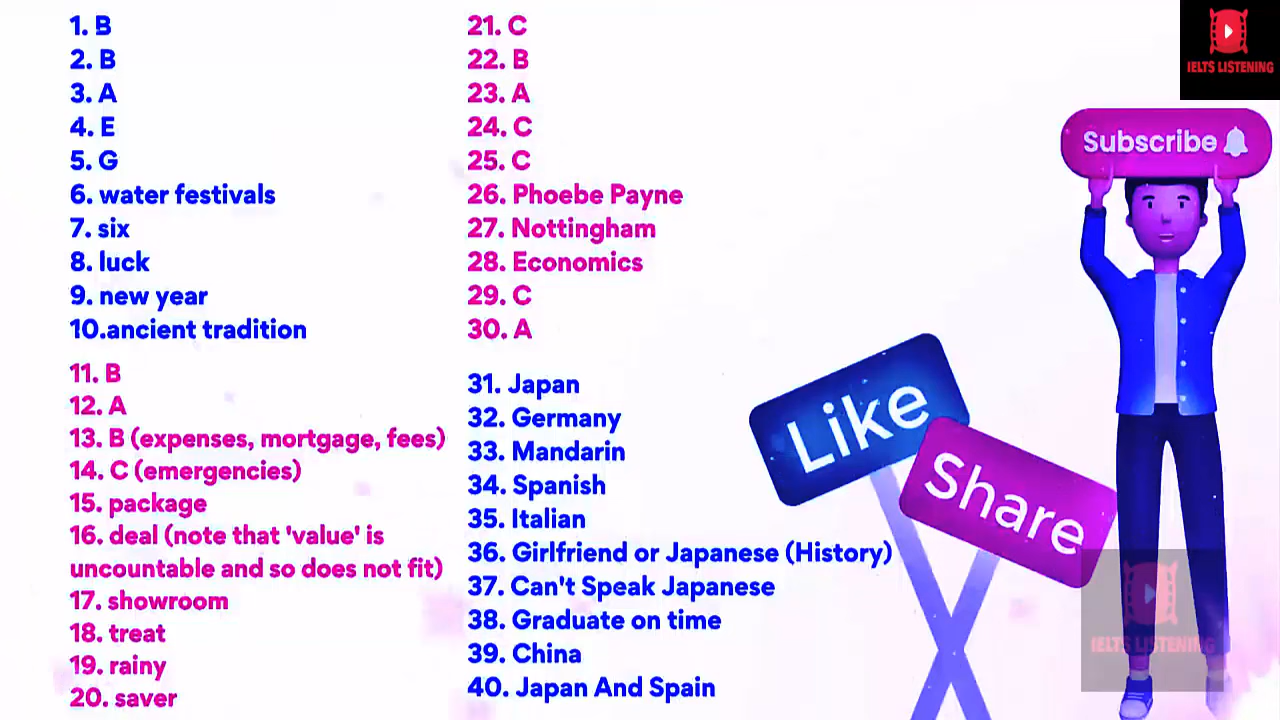 1. B
2. B
3. A
4. E
5. G
6. water festivals
7. six
8. luck
9. new year
10.ancient tradition
11. B
12. A
13. B (expenses, mortgage, fees)
14. C (emergencies)
15. package
16. deal (note that 'value' is
uncountable and so does not fit)
17. showroom
18. treat
19. rainy
20. saver
21. C
22. B
23. A
24. C
25. C
26. Phoebe Payne
27. Nottingham
28. Economics
29. C
30. A
31. Japan
32. Germany
33. Mandarin
34. Spanish
35. Italian
36. Girlfriend or Japanese (History)
37. Can't Speak Japanese
38. Graduate on time
39. China
40. Japan And Spain
IELTS LISTENING
Subscribe
Like
Share
IELTS LISTENING